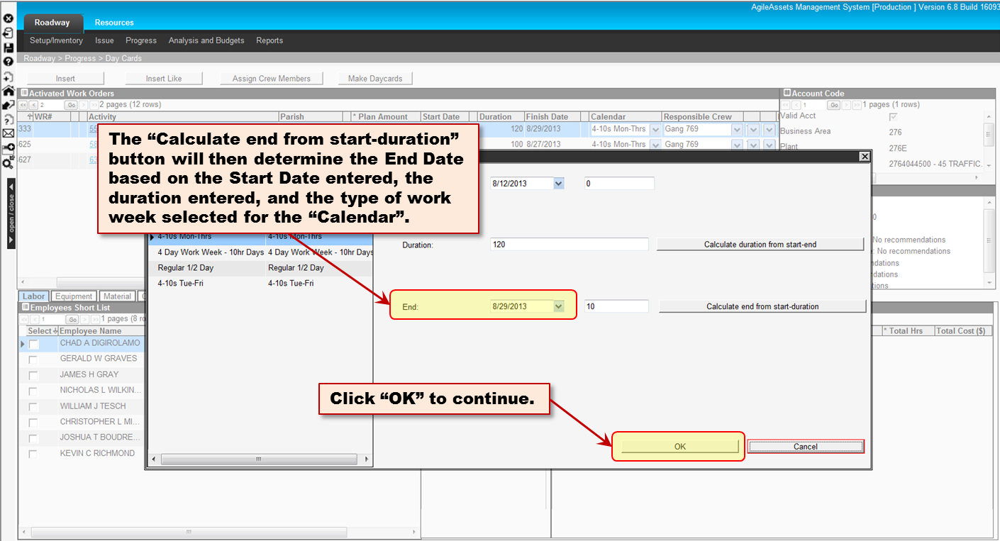 AgileAssets Management System [Production ] Version 6.8 Build 16093
Roadway Resources
Setup/Inventory Issue Progress Analysis and Budgets Reports
Roadway > Progress > Day Cards
Insert Insert Like Assign Crew Members Make Daycards
Activated Work Orders
2 Go 2 pages (12 rows)
WR# Activity Parish * Plan Amount Start Date Duration Finish Date Calendar Responsible Crew
333 120 8/29/2013 4-10s Mon-Thrs Gang 769
625 58 100 8/27/2013 4-10s Mon-Thrs Gang 769
627 63
Account Code
1 Go 1 pages (1 rows)
Valid Acct
Business Area 276
Plant 276E
2764044500 - 45 TRAFFIC.
The “Calculate end from start-duration”
button will then determine the End Date
based on the Start Date entered, the
duration entered, and the type of work
week selected for the “Calendar”.
8/12/2013 0
4-10s Mon-Thrs 4-10s Mon-Thrs
4 Day Work Week - 10hr Days 4 Day Work Week - 10hr Days
Regular 1/2 Day Regular 1/2 Day
4-10s Tue-Fri 4-10s Tue-Fri
Duration: 120 Calculate duration from start-end
End: 8/29/2013 10 Calculate end from start-duration
Click “OK” to continue.
OK Cancel
0
No recommendations
: No recommendations
dations
dations
tions
open / close
Labor Equipment Material
Employees Short List
1 Go 1 pages (8 ro
Select Employee Name
CHAD A DIGIROLAMO
GERALD W GRAVES
JAMES H GRAY
NICHOLAS L WILKIN...
WILLIAM J TESCH
CHRISTOPHER L MI...
JOSHUA T BOUDRE...
KEVIN C RICHMOND
* Total Hrs Total Cost ($)